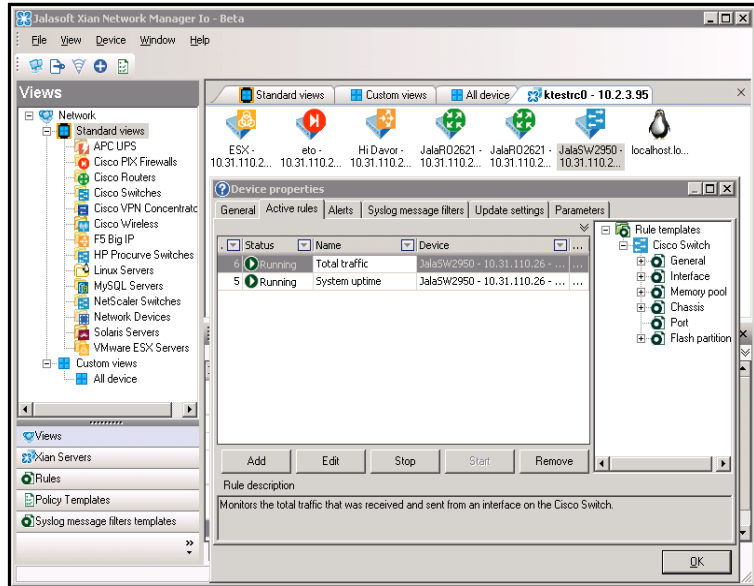 Jalasoft Xian Network Manager Io - Beta
File View Device Window Help
Views
Network
Standard views
APC UPS
Cisco PIX Firewalls
Cisco Routers
Cisco Switches
Cisco VPN Concentratc
Cisco Wireless
F5 Big IP
HP Procurve Switches
Linux Servers
MySQL Servers
NetScaler Switches
Network Devices
Solaris Servers
VMware ESX Servers
Custom views
All device
Views
Xian Servers
Rules
Policy Templates
Syslog message filters templates
Standard views Custom views All device ktestrc0 - 10.2.3.95
ESX - eto - Hi Davor - JalaRO2621 - JalaRO2621 - JalaSW2950 - localhost.lo...
10.31.110.2... 10.31.110.2... 10.31.110.2... 10.31.110.2... 10.31.110.2... 10.31.110.2...
Device properties
General Active rules Alerts Syslog message filters Update settings Parameters
. Status Name Device ...
6 Running Total traffic JalaSW2950 - 10.31.110.26 - ... ...
5 Running System uptime JalaSW2950 - 10.31.110.26 - ... ...
Rule templates
Cisco Switch
General
Interface
Memory pool
Chassis
Port
Flash partition
Add Edit Stop Start Remove
Rule description
Monitors the total traffic that was received and sent from an interface on the Cisco Switch.
OK